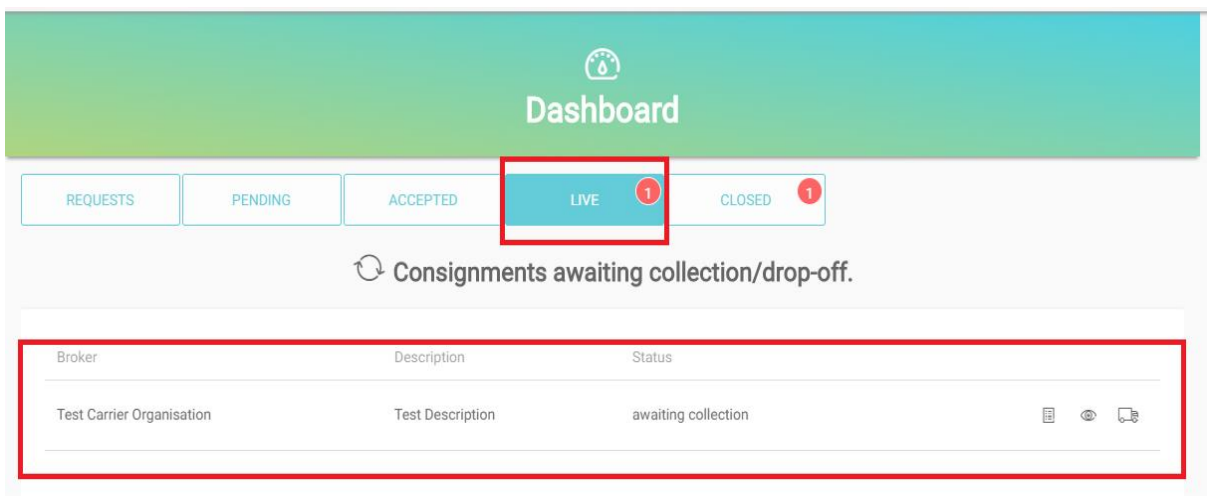 Dashboard
REQUESTS PENDING ACCEPTED LIVE 1 CLOSED 1
Consignments awaiting collection/drop-off.
Broker Description Status
Test Carrier Organisation Test Description awaiting collection